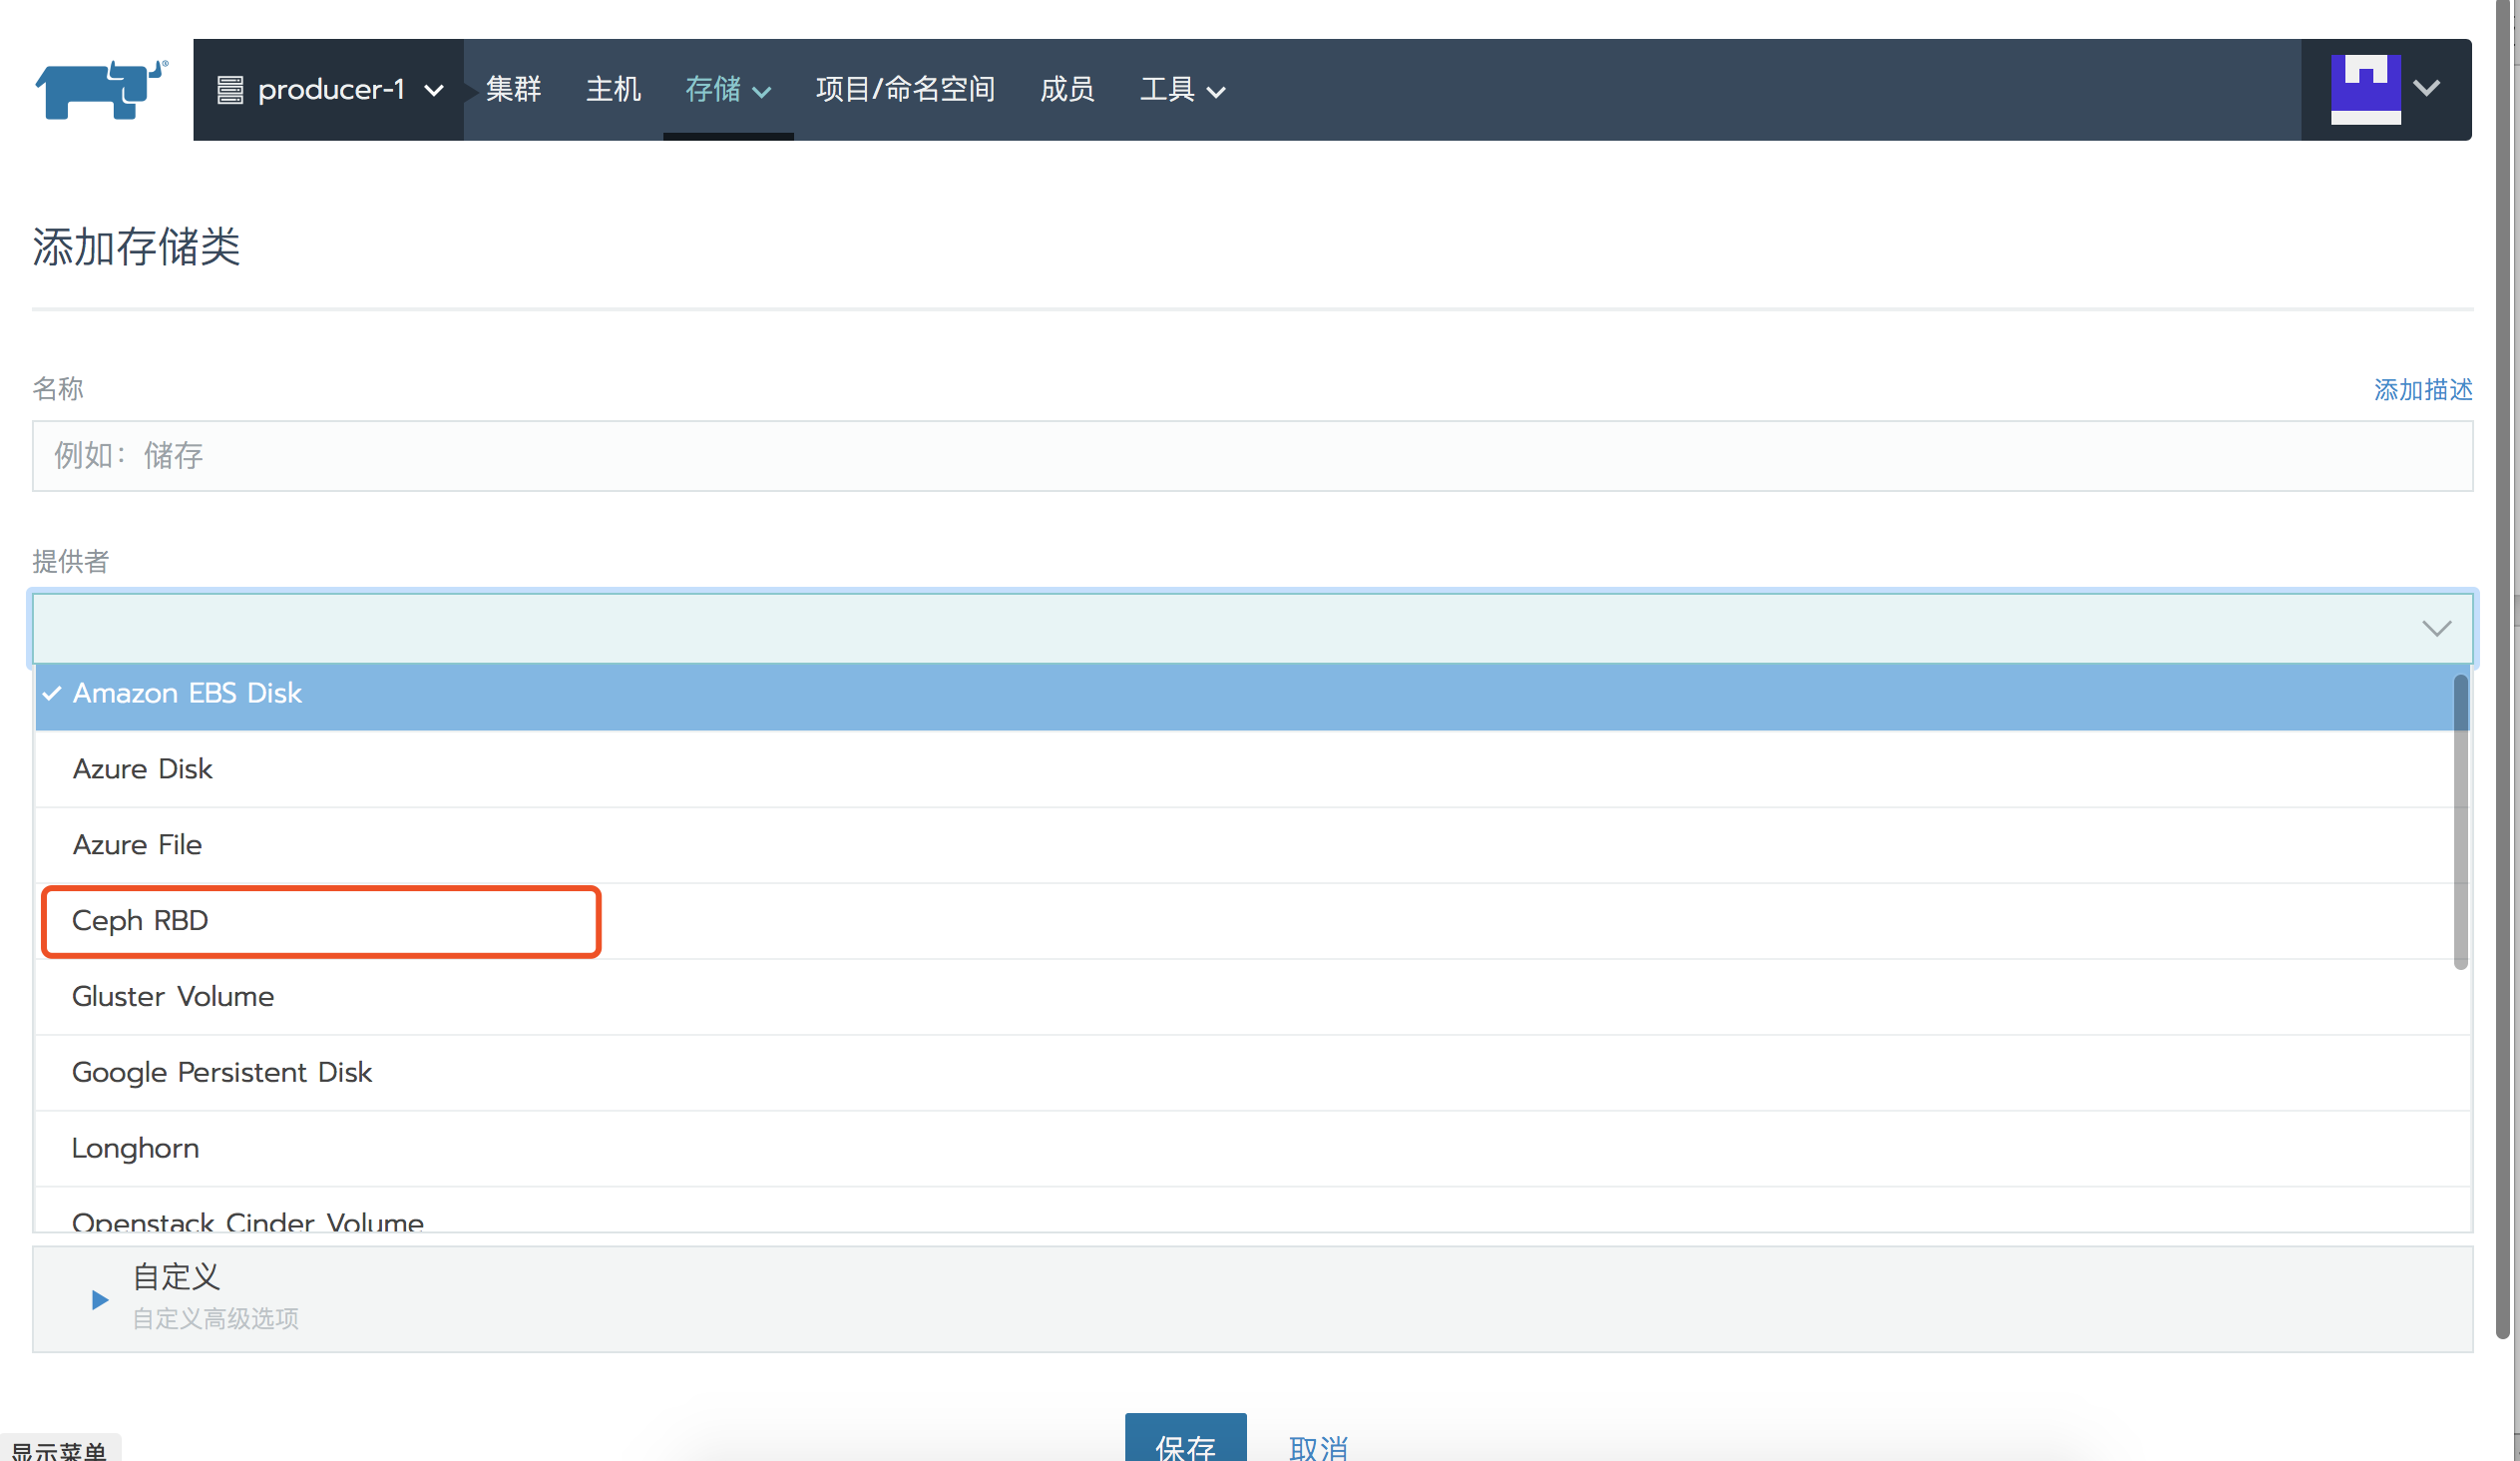 producer-1 集群 主机 存储 项目/命名空间 成员 工具
添加存储类
名称 添加描述
例如：储存
提供者
Amazon EBS Disk
Azure Disk
Azure File
Ceph RBD
Gluster Volume
Google Persistent Disk
Longhorn
Openstack Cinder Volume
自定义
自定义高级选项
保存 取消
显示菜单